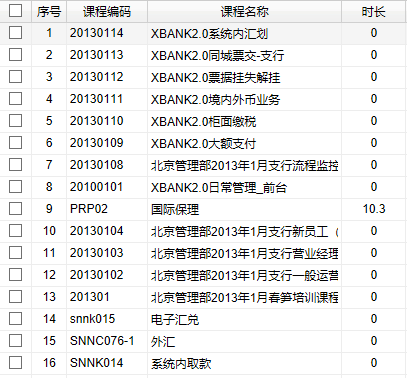 序号 课程编码 课程名称 时长
1 20130114 XBANK2.0系统内汇划 0
2 20130113 XBANK2.0同城票交-支行 0
3 20130112 XBANK2.0票据挂失解挂 0
4 20130111 XBANK2.0境内外币业务 0
5 20130110 XBANK2.0柜面缴税 0
6 20130109 XBANK2.0大额支付 0
7 20130108 北京管理部2013年1月支行流程监控 0
8 20100101 XBANK2.0日常管理_前台 0
9 PRP02 国际保理 10.3
10 20130104 北京管理部2013年1月支行新员工（ 0
11 20130103 北京管理部2013年1月支行营业经理 0
12 20130102 北京管理部2013年1月支行一般运营 0
13 201301 北京管理部2013年1月春笋培训课程 0
14 snnk015 电子汇兑 0
15 SNNC076-1 外汇 0
16 SNNK014 系统内取款 0